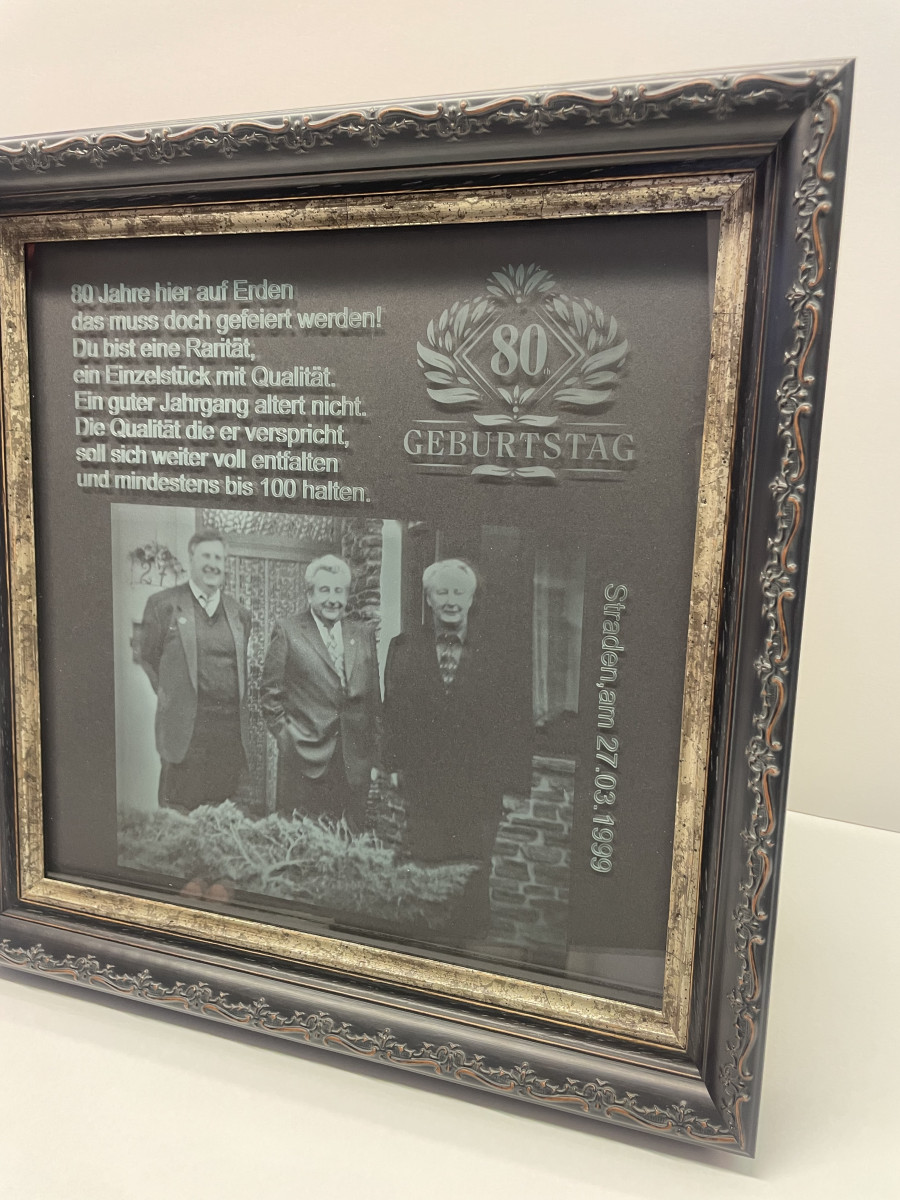 80 Jahre hier auf Erden
das muss doch gefeiert werden!
Du bist eine Rarität,
ein Einzelstück mit Qualität.
Ein guter Jahrgang altert nicht.
Die Qualität die er verspricht,
soll sich weiter voll entfalten
und mindestens bis 100 halten.
80
GEBURTSTAG
27
Straden,am 27.03.1999